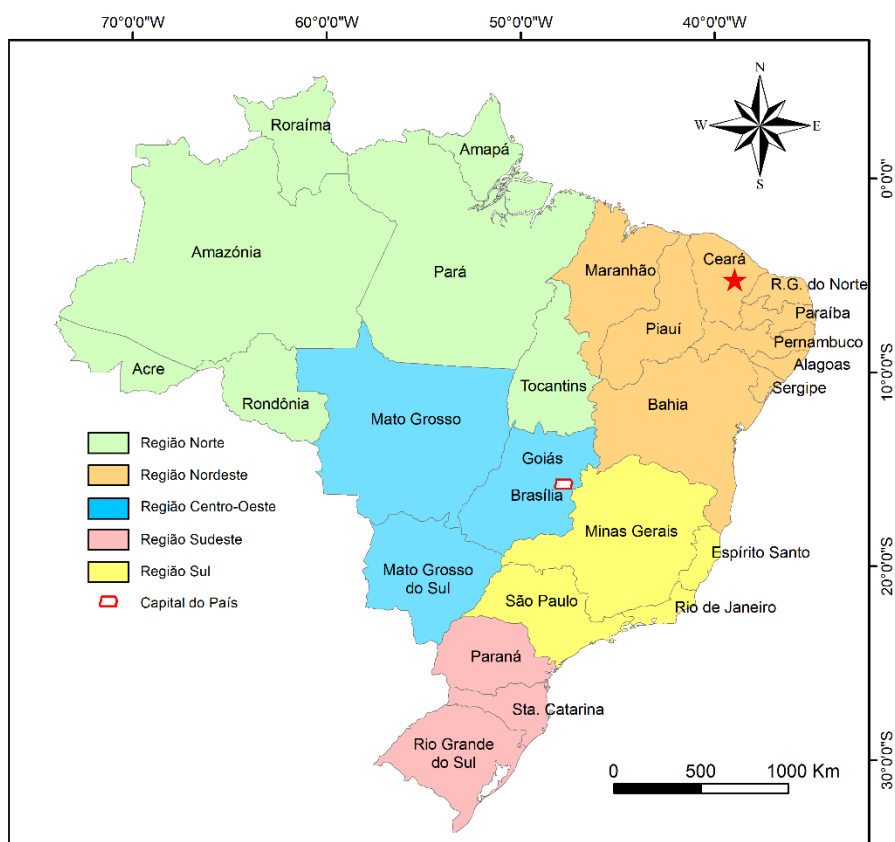 70°0'0"W
60°0'0"W
50°0'0"W
40°0'0"W
N
W
E
S
0°0'0"
10°0'0"S
20°0'0"S
30°0'0"S
Roraíma
Amapá
Amazónia
Pará
Maranhão
Ceará
R.G. do Norte
Paraíba
Piauí
Pernambuco
Alagoas
Acre
Tocantins
Sergipe
Rondônia
Bahia
Mato Grosso
Goiás
Brasília
Minas Gerais
Espírito Santo
Mato Grosso
do Sul
São Paulo
Rio de Janeiro
Paraná
Sta. Catarina
Rio Grande
do Sul
Região Norte
Região Nordeste
Região Centro-Oeste
Região Sudeste
Região Sul
Capital do País
0 500 1000 Km